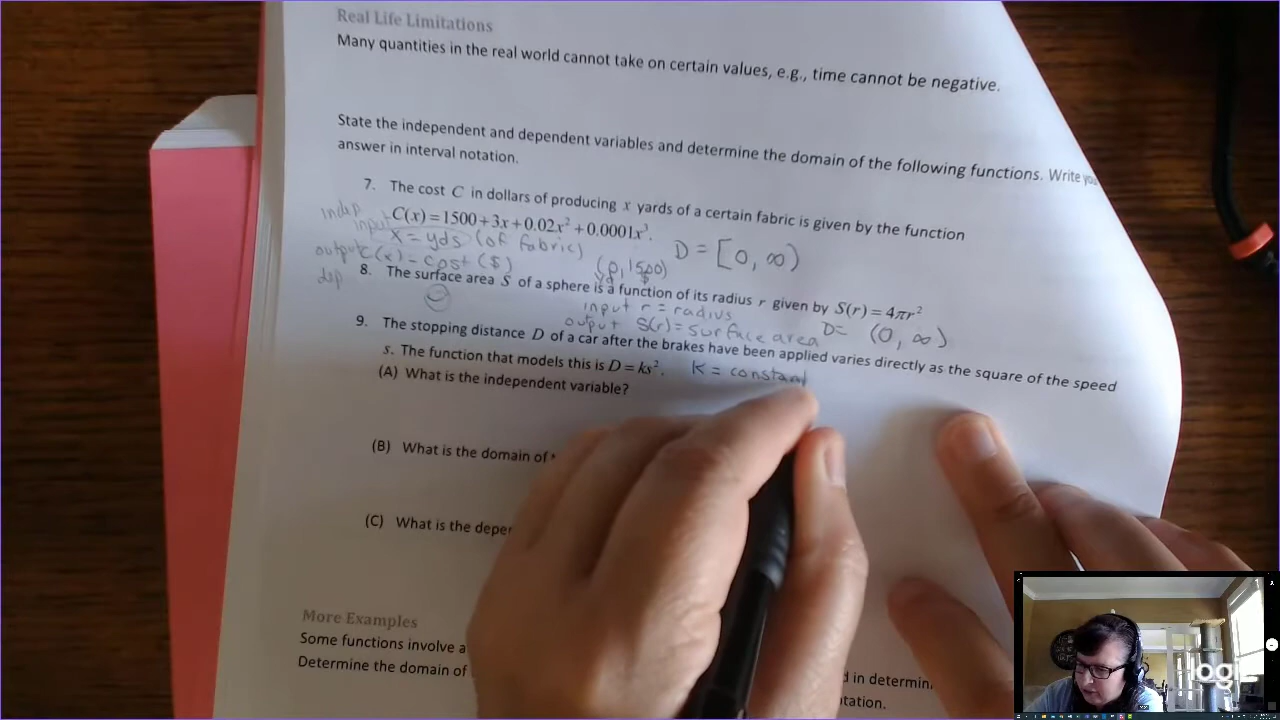 Real Life Limitations
Many quantities in the real world cannot take on certain values, e.g., time cannot be negative.
State the independent and dependent variables and determine the domain of the following functions. Write
answer in interval notation.
7. The cost C in dollars of producing x yards of a certain fabric is given by the function
indep
input C(x) = 1500 + 3x + 0.02x² + 0.0001x³.
x = yds (of fabric) D = [0, ∞)
output C(x) = cost ($) (0, 1500)
yd $
dep
8. The surface area S of a sphere is a function of its radius r given by S(r) = 4πr²
input r = radius
output S(r) = surface area D = (0, ∞)
9. The stopping distance D of a car after the brakes have been applied varies directly as the square of the speed
s. The function that models this is D = ks². K = constant
(A) What is the independent variable?
(B) What is the domain of
(C) What is the
More Examples
Some functions involve a
Determine the domain of
d in